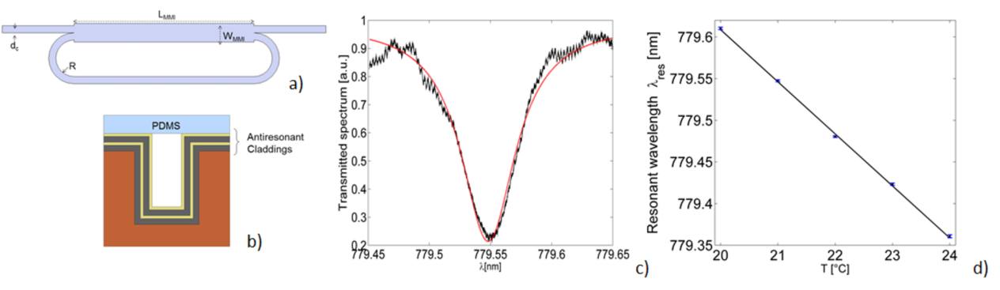 L_MMI
W_MMI
d_c
R
a)
PDMS
Antiresonant
Claddings
b)
Transmitted spectrum [a.u.]
1
0.9
0.8
0.7
0.6
0.5
0.4
0.3
0.2
779.45 779.5 779.55 779.6 779.65
λ[nm]
c)
Resonant wavelength λ_res [nm]
779.6
779.55
779.5
779.45
779.4
779.35
20 21 22 23 24
T [°C]
d)